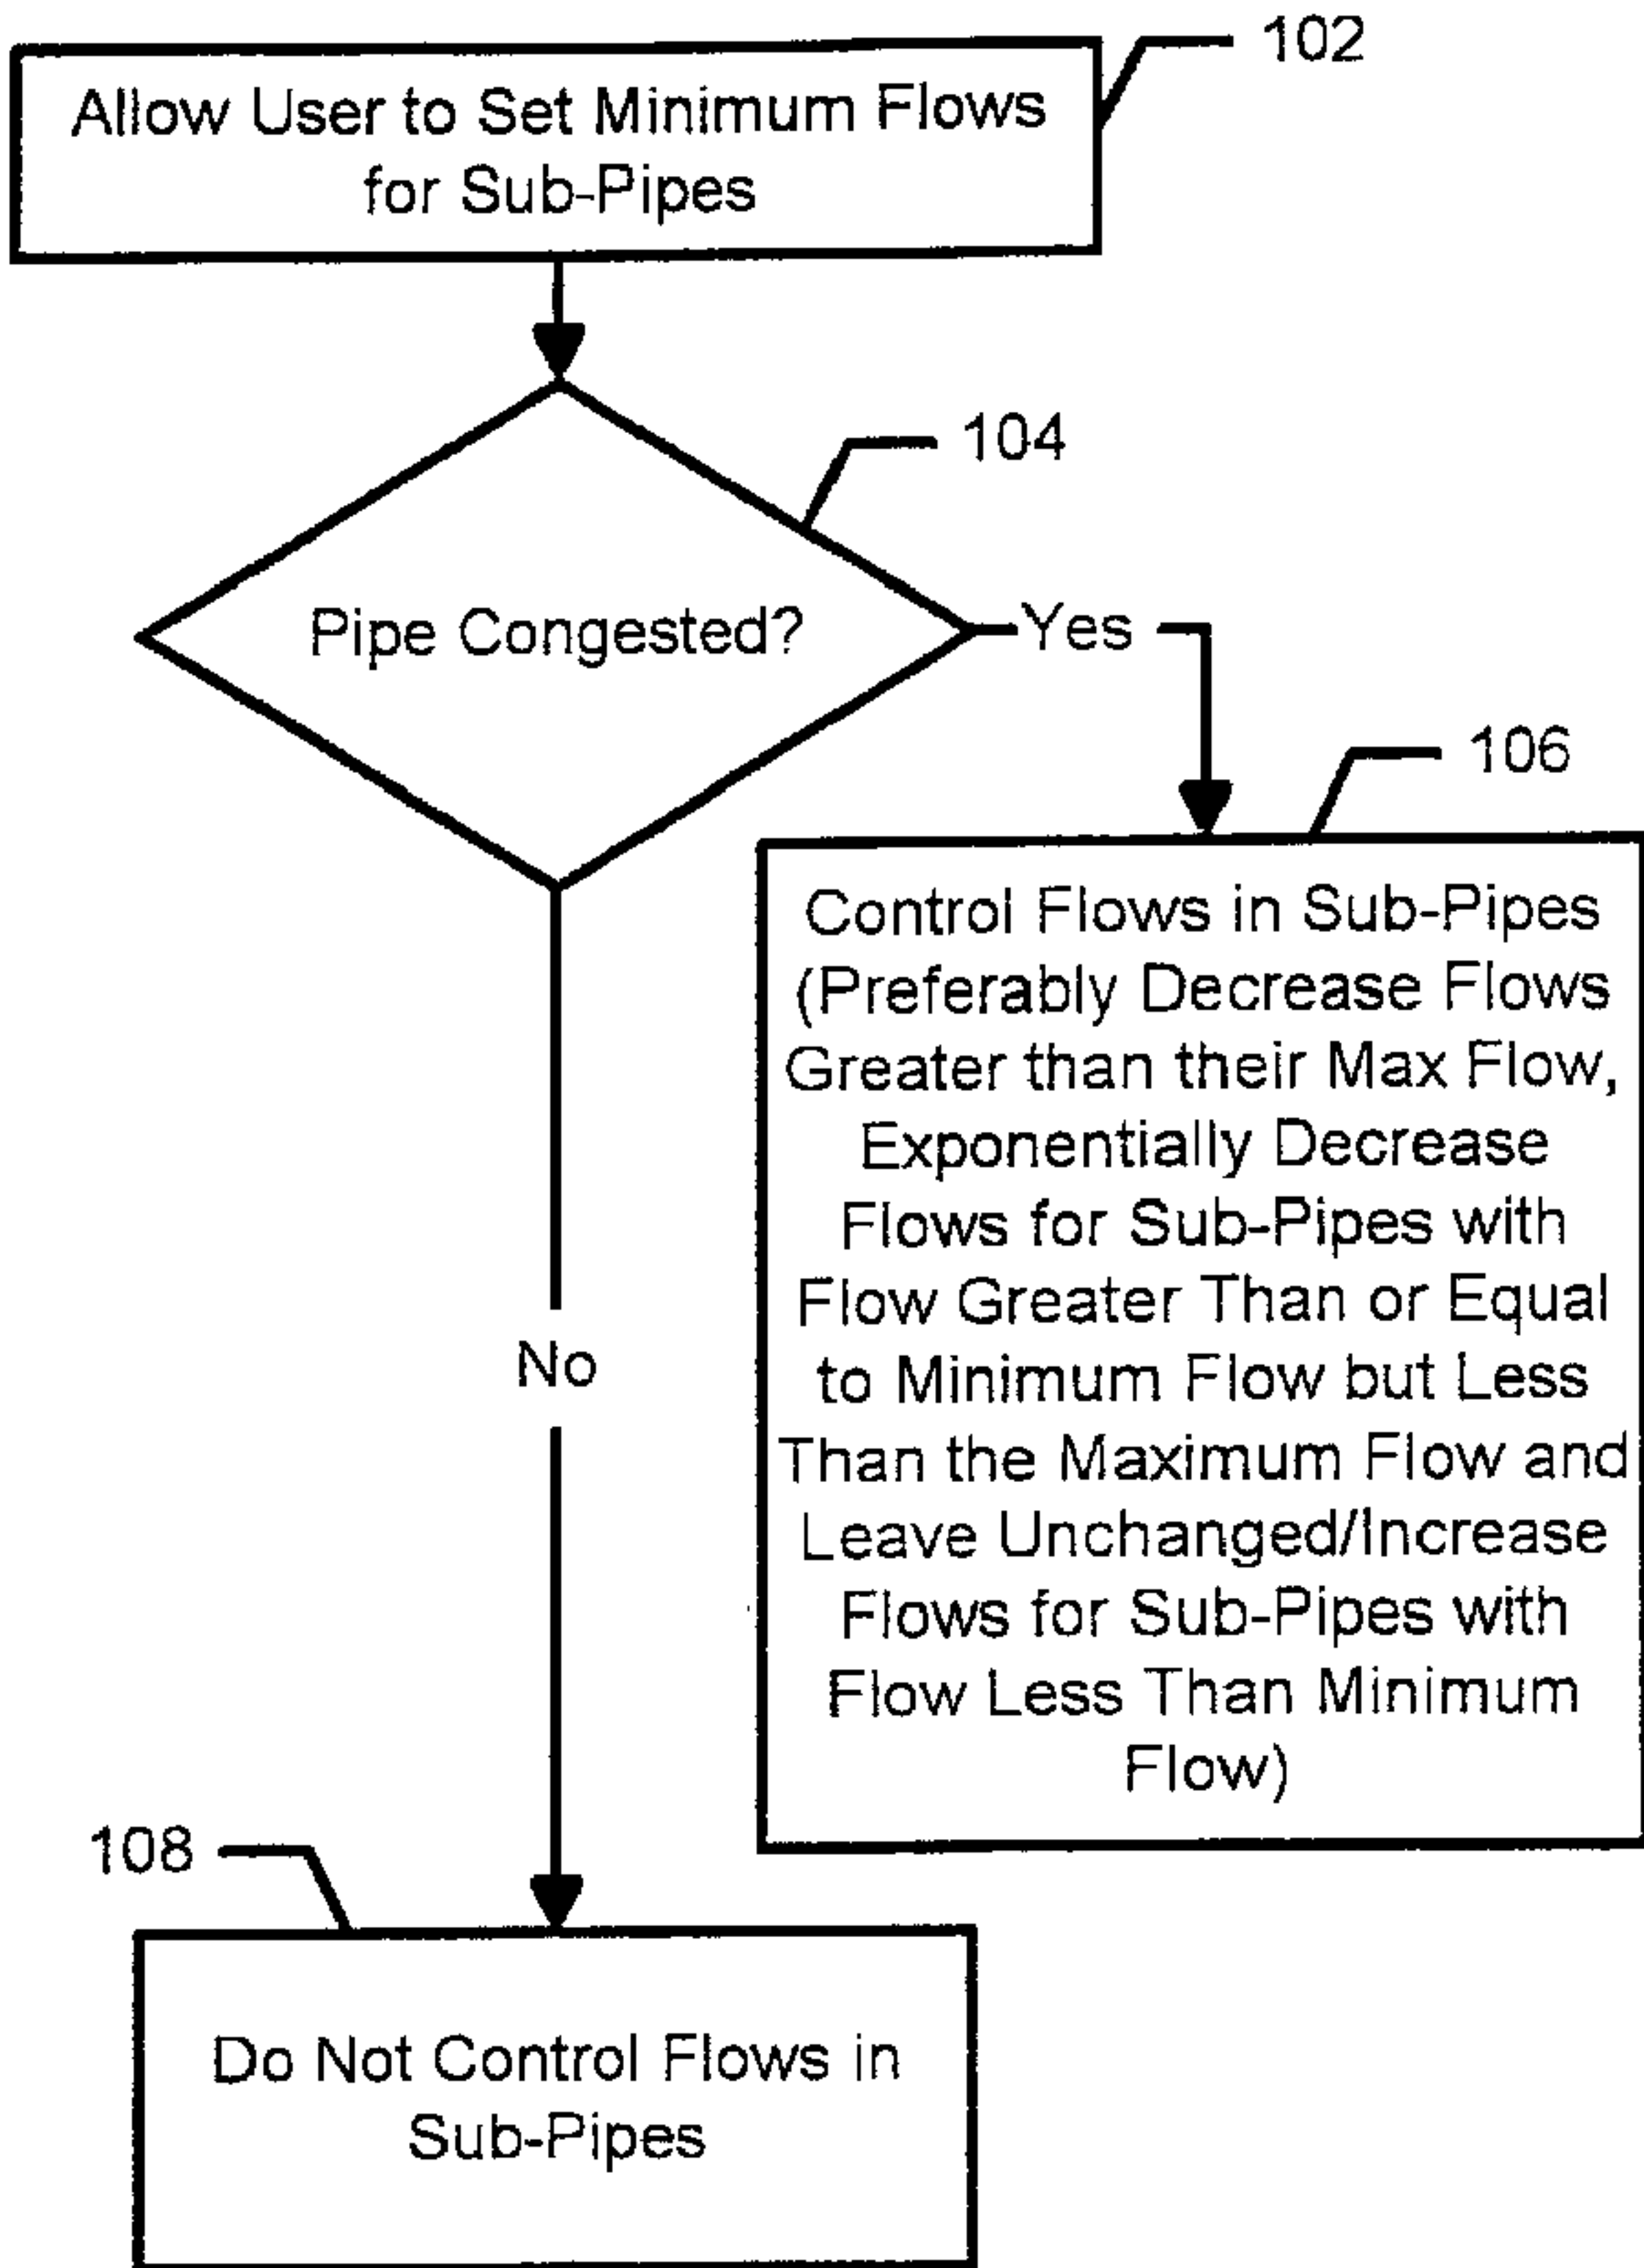 102
Allow User to Set Minimum Flows
for Sub-Pipes
104
Pipe Congested?
Yes
106
Control Flows in Sub-Pipes
(Preferably Decrease Flows
Greater than their Max Flow,
Exponentially Decrease
Flows for Sub-Pipes with
Flow Greater Than or Equal
to Minimum Flow but Less
Than the Maximum Flow and
Leave Unchanged/Increase
Flows for Sub-Pipes with
Flow Less Than Minimum
Flow)
No
108
Do Not Control Flows in
Sub-Pipes